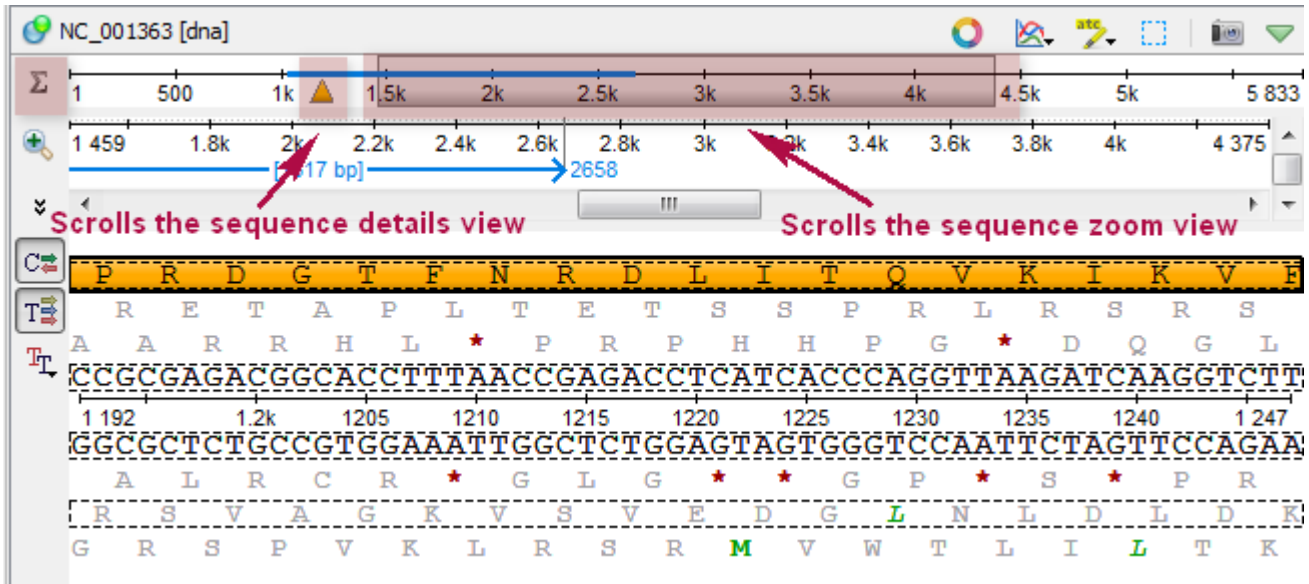 NC_001363 [dna] atc
Σ 1 500 1k 1.5k 2k 2.5k 3k 3.5k 4k 4.5k 5k 5 833
1 459 1.8k 2k 2.2k 2.4k 2.6k 2.8k 3k 3.4k 3.6k 3.8k 4k 4 375
bp] 2658
Scrolls the sequence details view Scrolls the sequence zoom view
C P R D G T F N R D L I T Q V K I K V F
T R E T A P L T E T S S P R L R S R S
TT A A R R H L * P R P H H P G * D Q G L
CCGCGAGACGGCACCTTTAACCGAGACCTCATCACCCAGGTTAAGATCAAGGTCTT
1 192 1.2k 1205 1210 1215 1220 1225 1230 1235 1240 1 247
GGCGCTCTGCCGTGGAAATTGGCTCTGGAGTAGTGGGTCCAATTCTAGTTCCAGAA
A L R C R * G L G * * G P * S * P R
R S V A G K V S V E D G L N L D L D K
G R S P V K L R S R M V W T L I L T K